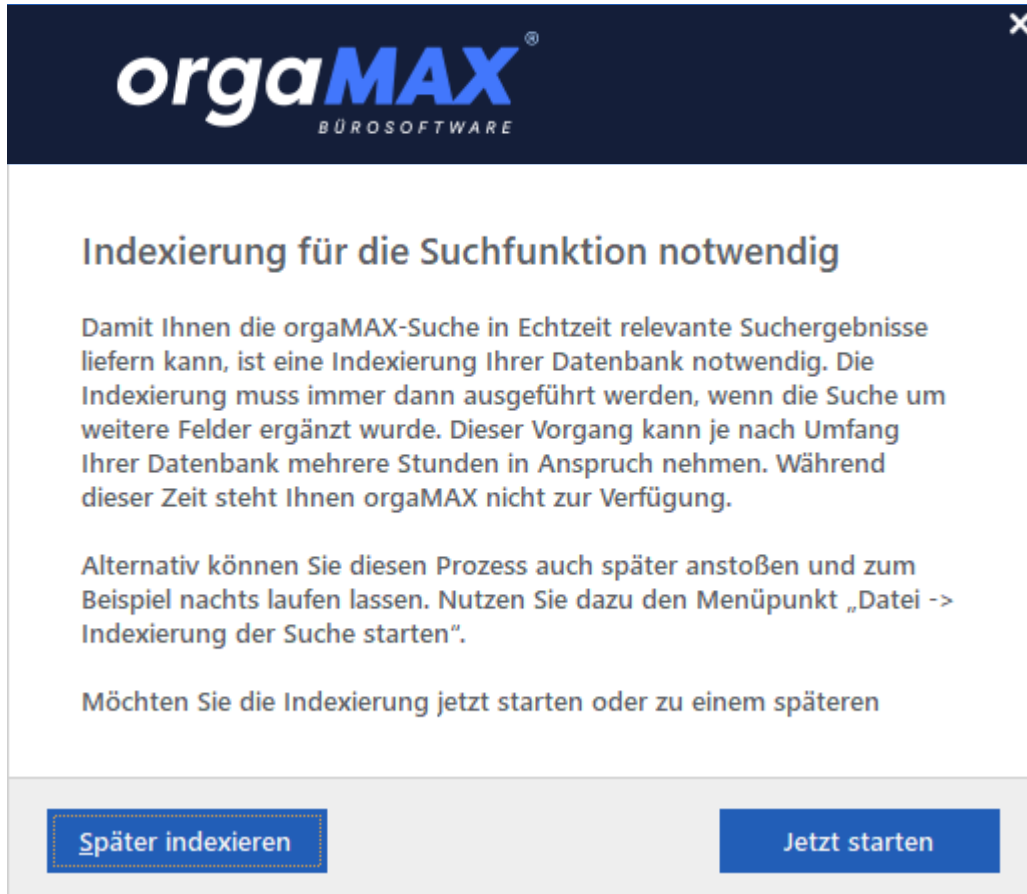 orgaMAX®
BÜROSOFTWARE
Indexierung für die Suchfunktion notwendig
Damit Ihnen die orgaMAX-Suche in Echtzeit relevante Suchergebnisse
liefern kann, ist eine Indexierung Ihrer Datenbank notwendig. Die
Indexierung muss immer dann ausgeführt werden, wenn die Suche um
weitere Felder ergänzt wurde. Dieser Vorgang kann je nach Umfang
Ihrer Datenbank mehrere Stunden in Anspruch nehmen. Während
dieser Zeit steht Ihnen orgaMAX nicht zur Verfügung.
Alternativ können Sie diesen Prozess auch später anstoßen und zum
Beispiel nachts laufen lassen. Nutzen Sie dazu den Menüpunkt „Datei ->
Indexierung der Suche starten“.
Möchten Sie die Indexierung jetzt starten oder zu einem späteren
Später indexieren
Jetzt starten